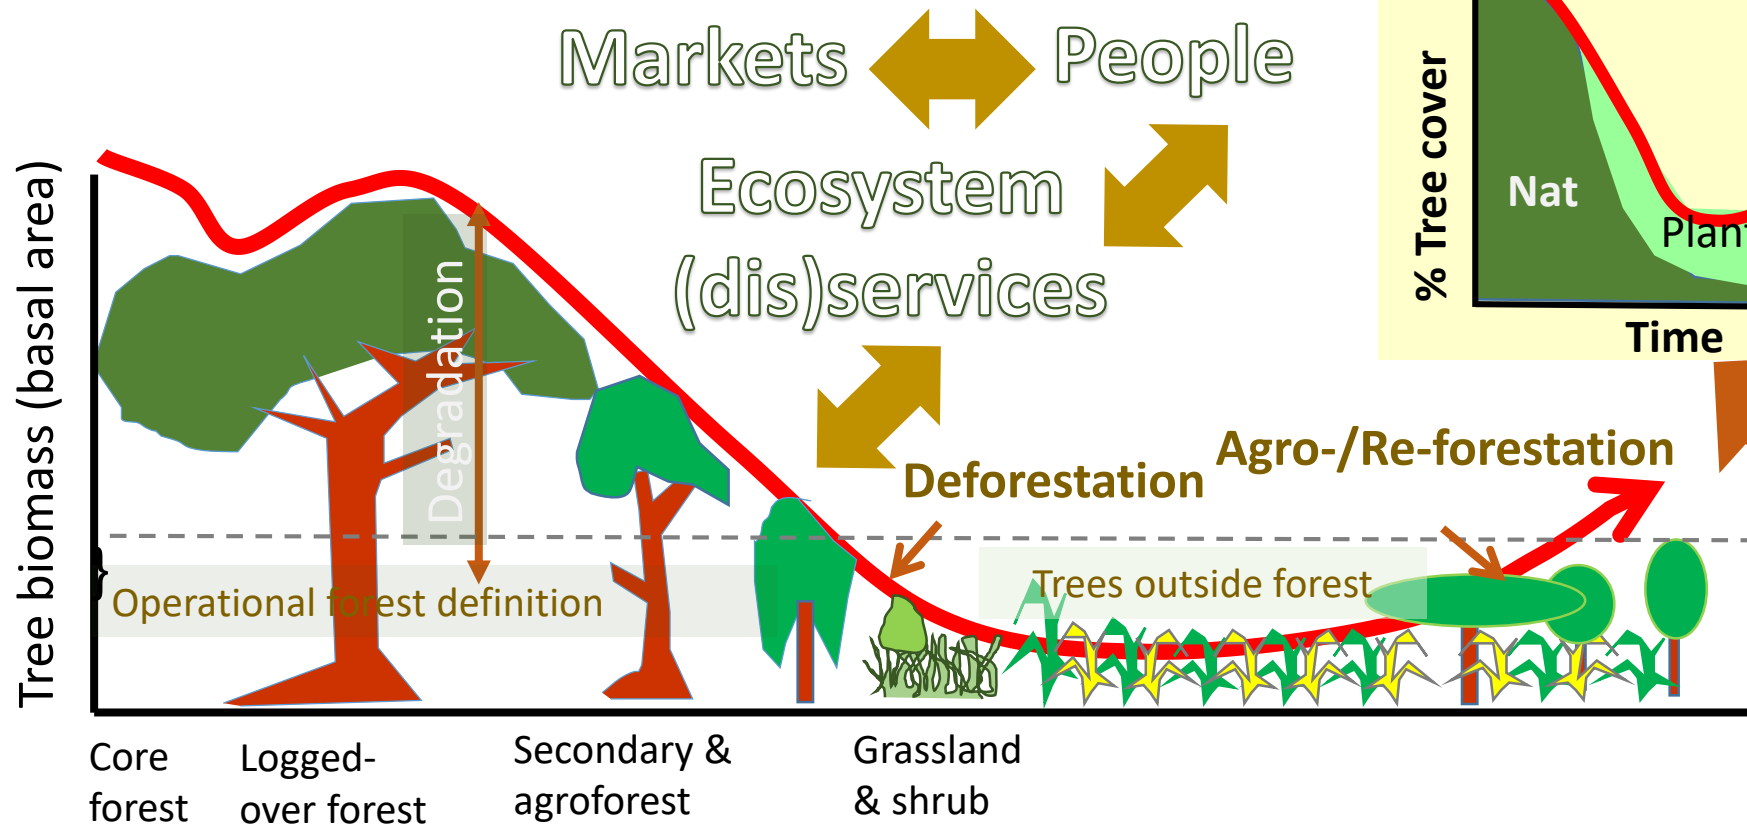 Markets
People
Ecosystem
(dis)services
% Tree cover
Nat
Plant
Time
Tree biomass (basal area)
Degradation
Deforestation
Agro-/Re-forestation
}
Operational forest definition
Trees outside forest
Core
forest
Logged-
over forest
Secondary &
agroforest
Grassland
& shrub